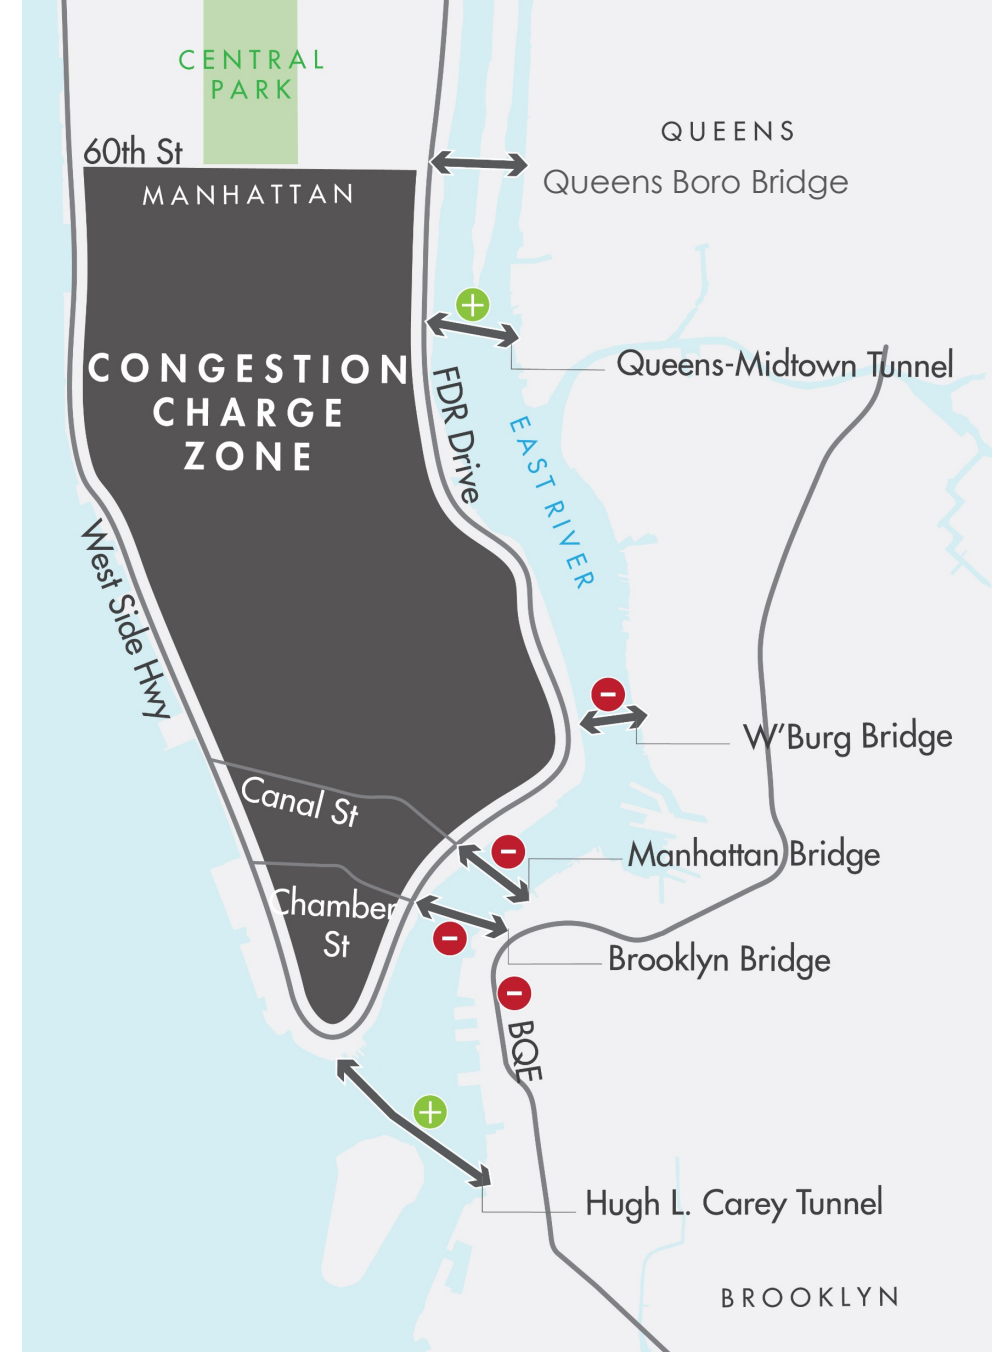 CENTRAL
PARK
QUEENS
60th St
Queens Boro Bridge
MANHATTAN
+
CONGESTION
CHARGE
ZONE
Queens-Midtown Tunnel
FDR Drive
EAST RIVER
West Side Hwy
−
W'Burg Bridge
Canal St
−
Manhattan Bridge
Chamber
St
−
Brooklyn Bridge
−
BQE
+
Hugh L. Carey Tunnel
BROOKLYN